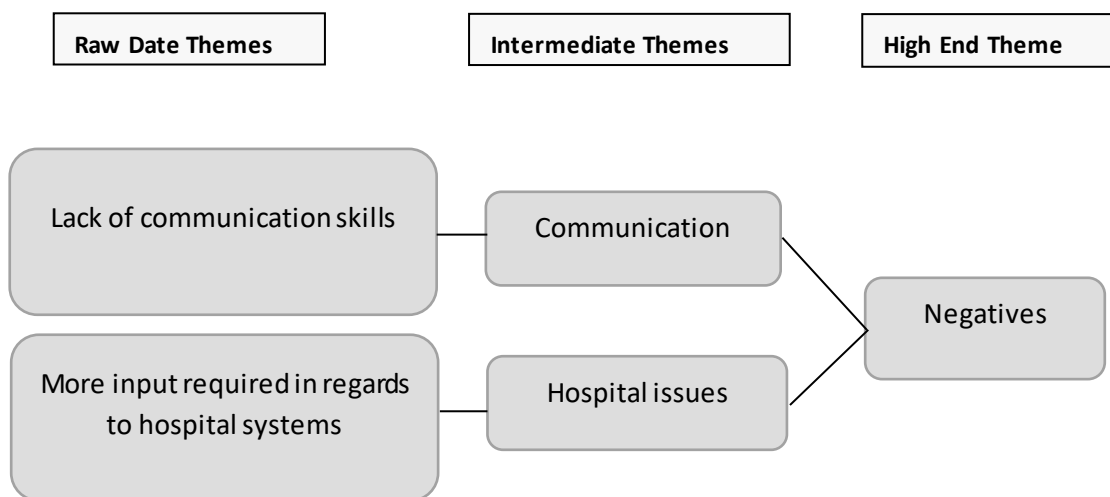 Raw Date Themes
Intermediate Themes
High End Theme
Lack of communication skills
Communication
Negatives
More input required in regards
to hospital systems
Hospital issues